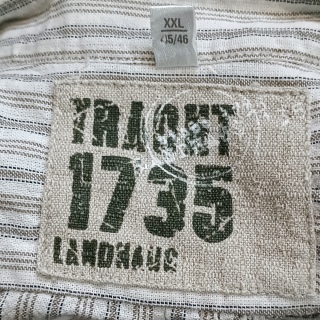 XXL
45/46
TRACHT
1735
LANDHAUS